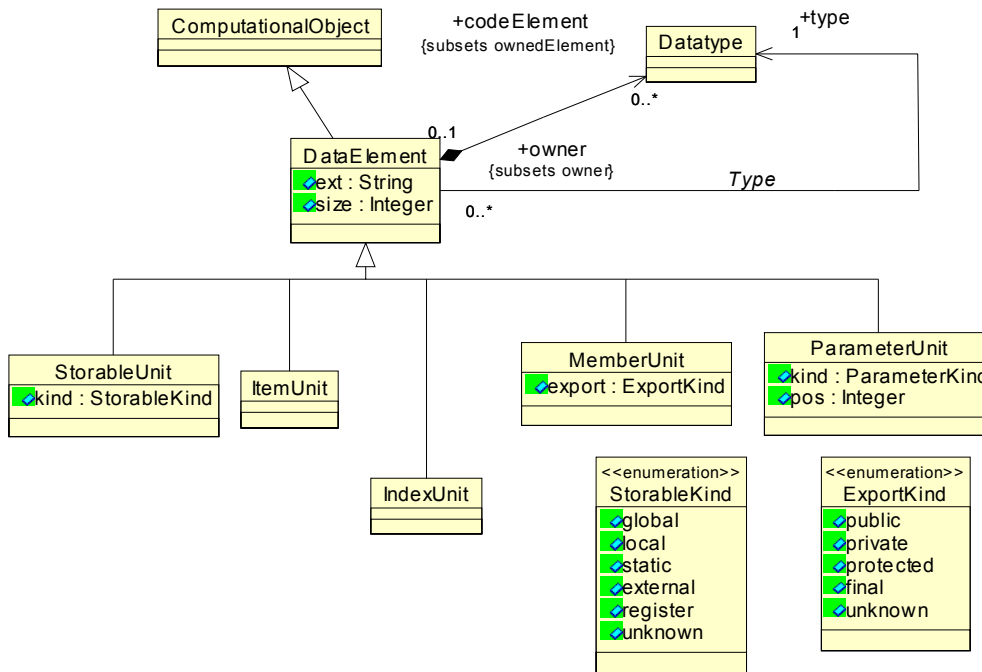 ComputationalObject
+codeElement
{subsets ownedElement}
Datatype
+type
1
0..*
0..1
DataElement
ext : String
size : Integer
+owner
{subsets owner}
Type
0..*
StorableUnit
kind : StorableKind
ItemUnit
IndexUnit
MemberUnit
export : ExportKind
ParameterUnit
kind : ParameterKind
pos : Integer
<<enumeration>>
StorableKind
global
local
static
external
register
unknown
<<enumeration>>
ExportKind
public
private
protected
final
unknown